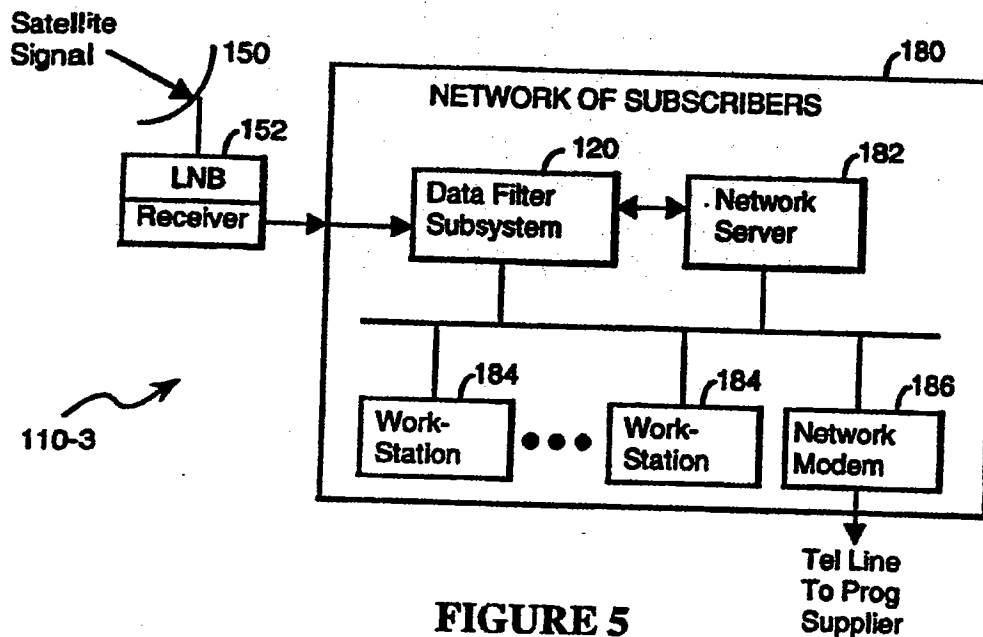 Satellite
Signal
150
152
LNB
Receiver
180
NETWORK OF SUBSCRIBERS
120
Data Filter
Subsystem
182
Network
Server
184
Work-
Station
184
Work-
Station
186
Network
Modem
110-3
Tel Line
To Prog
Supplier
FIGURE 5